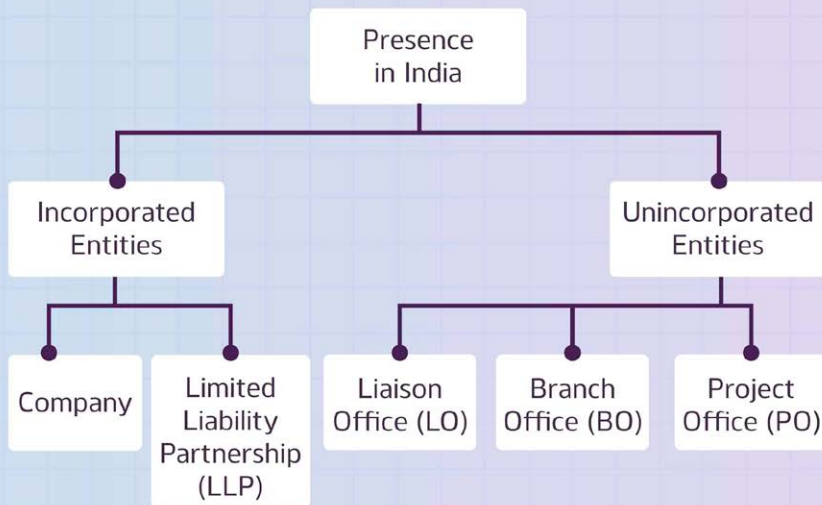 Presence
in India
Incorporated
Entities
Unincorporated
Entities
Company
Limited
Liability
Partnership
(LLP)
Liaison
Office (LO)
Branch
Office (BO)
Project
Office (PO)